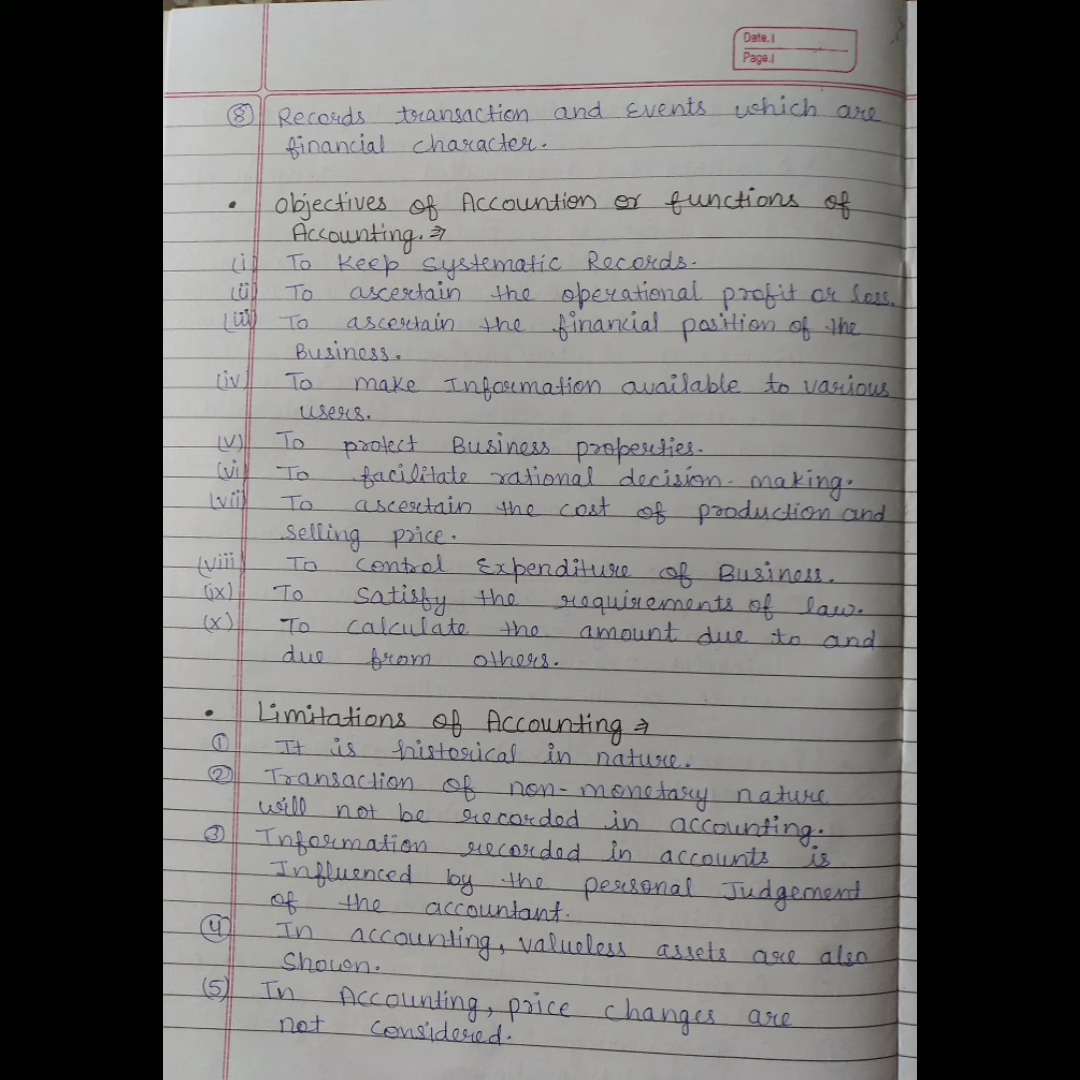 Date.
Page.
(8) Records transaction and Events which are
financial character.
• Objectives of Accountion or functions of
Accounting. ⇒
(i) To Keep Systematic Records.
(ii) To ascertain the operational profit or loss.
(iii) To ascertain the financial position of the
Business.
(iv) To make Information available to various
users.
(v) To protect Business properties.
(vi) To facilitate rational decision-making.
(vii) To ascertain the cost of production and
selling price.
(viii) To control Expenditure of Business.
(ix) To satisfy the requirements of law.
(x) To calculate the amount due to and
due from others.
• Limitations of Accounting ⇒
(1) It is historical in nature.
(2) Transaction of non-monetary nature
will not be recorded in accounting.
(3) Information recorded in accounts is
Influenced by the personal Judgement
of the accountant.
(4) In accounting, valueless assets are also
Shown.
(5) In Accounting, price changes are
not considered.